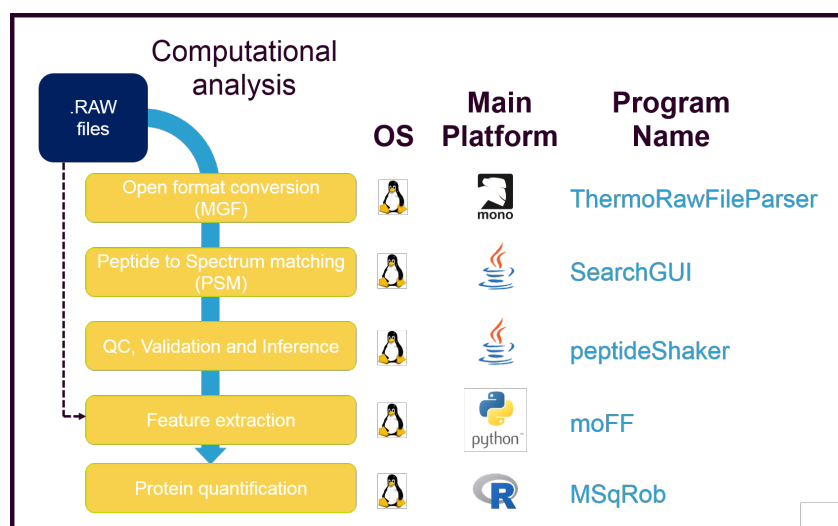 Computational
analysis
.RAW
files
OS
Main
Platform
Program
Name
Open format conversion
(MGF)
mono
ThermoRawFileParser
Peptide to Spectrum matching
(PSM)
SearchGUI
QC, Validation and Inference
peptideShaker
Feature extraction
python™
moFF
Protein quantification
R
MSqRob